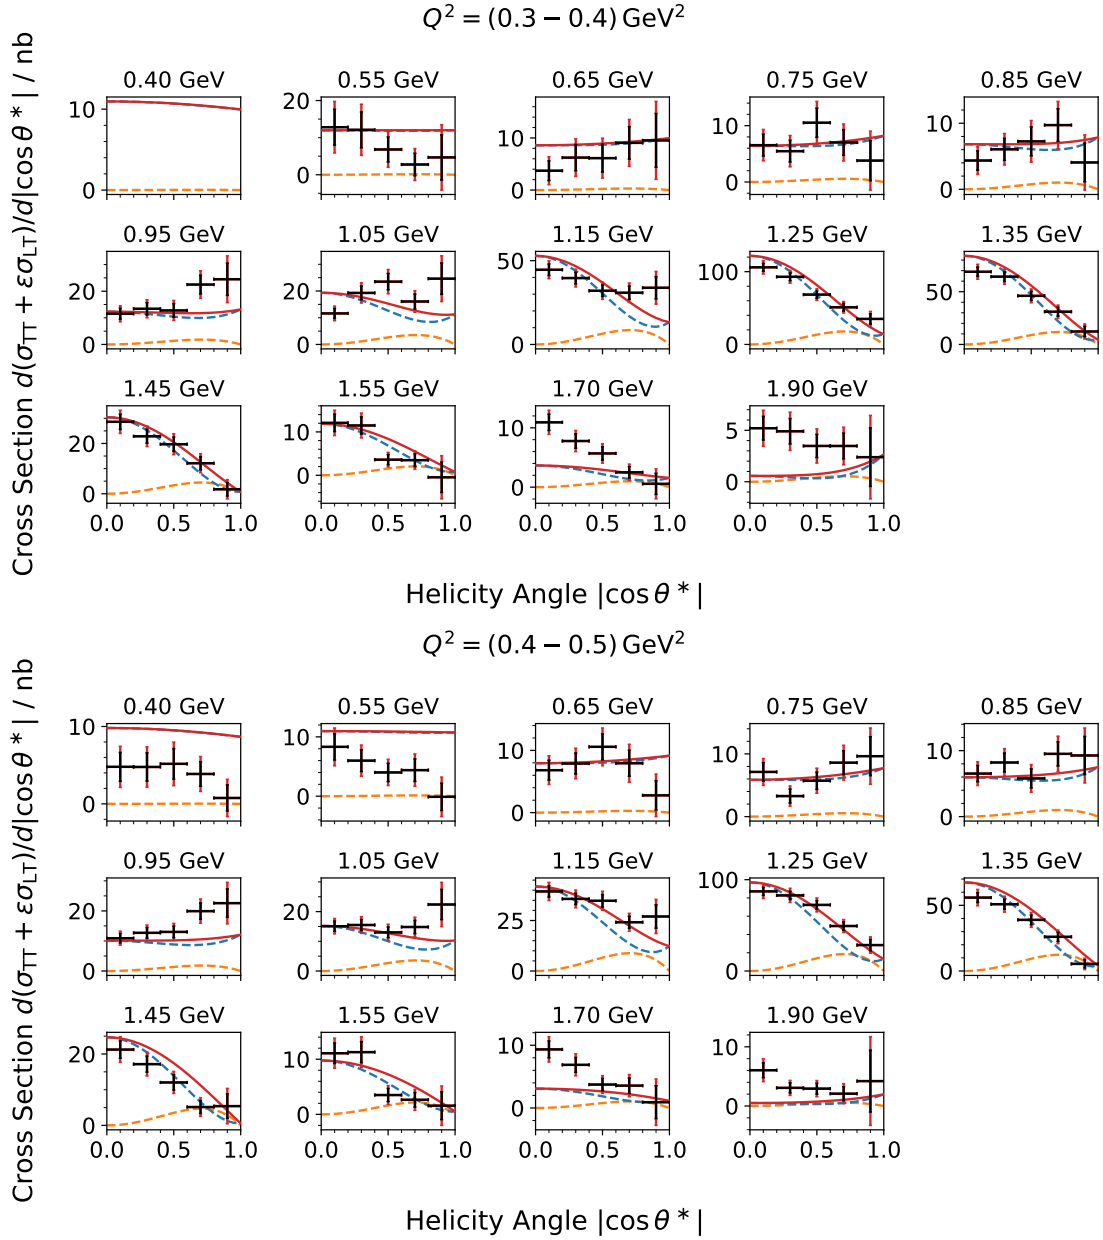 Q² = (0.3 − 0.4) GeV²
Cross Section d(σ_TT + εσ_LT)/d|cos θ*| / nb
0.40 GeV 0.55 GeV 0.65 GeV 0.75 GeV 0.85 GeV
10 0
20 0
10 0
10 0
10 0
0.95 GeV 1.05 GeV 1.15 GeV 1.25 GeV 1.35 GeV
20 0
20 0
50 0
100 0
50 0
1.45 GeV 1.55 GeV 1.70 GeV 1.90 GeV
20 0
10 0
10 0
5 0
0.0 0.5 1.0 0.0 0.5 1.0 0.0 0.5 1.0 0.0 0.5 1.0
Helicity Angle |cos θ*|
Q² = (0.4 − 0.5) GeV²
Cross Section d(σ_TT + εσ_LT)/d|cos θ*| / nb
0.40 GeV 0.55 GeV 0.65 GeV 0.75 GeV 0.85 GeV
10 0
10 0
10 0
10 0
10 0
0.95 GeV 1.05 GeV 1.15 GeV 1.25 GeV 1.35 GeV
20 0
20 0
25 0
100 0
50 0
1.45 GeV 1.55 GeV 1.70 GeV 1.90 GeV
20 0
10 0
10 0
10 0
0.0 0.5 1.0 0.0 0.5 1.0 0.0 0.5 1.0 0.0 0.5 1.0
Helicity Angle |cos θ*|